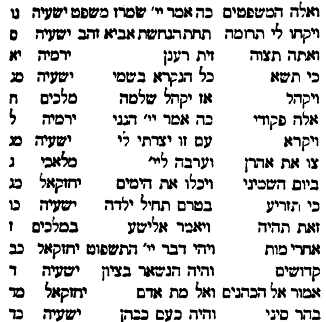 ואלה המשפטים כה אמר יי׳ שמרו משפט ישעיה נו
ויקחו לי תרומה תחת הנחשת אביא זהב ישעיה ס
ואתה תצוה זית רענן ירמיה יא
כי תשא כל הנקרא בשמי ישעיה מג
ויקהל אז יקהל שלמה מלכים ח
אלה פקודי כה אמר יי׳ הנני ירמיה ל
ויקרא עם זו יצרתי לי ישעיה מג
צו את אהרן וערבה ליי׳ מלאכי ג
ביום השמיני ויכלו את הימים יחזקאל מג
כי תזריע בטרם תחיל ילדה ישעיה סו
זאת תהיה ויאמר אלישע במלכים ז
אחרי מות ויהי דבר יי׳ התשפוט יחזקאל כב
קדושים והיה הנשאר בציון ישעיה ד
אמור אל הכהנים ואל מת אדם יחזקאל מד
בהר סיני והיה כעם ככהן ישעיה כד